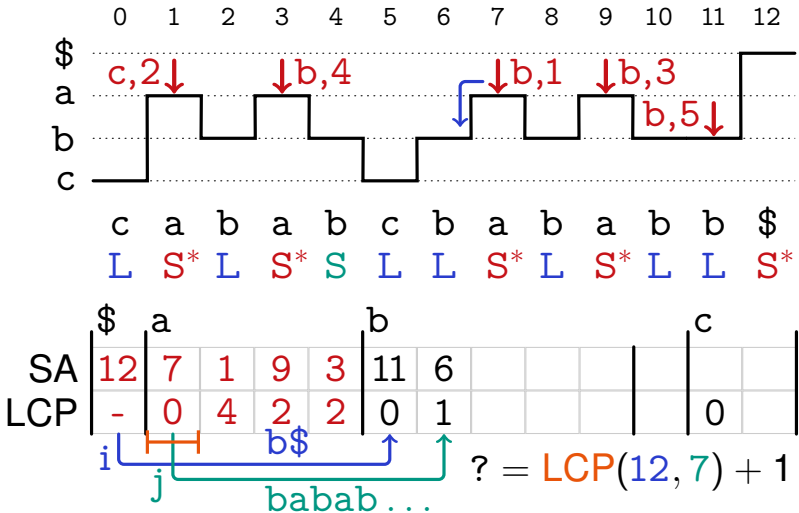 0 1 2 3 4 5 6 7 8 9 10 11 12
$
c,2 b,4 b,1 b,3
a
b,5
b
c
c a b a b c b a b a b b $
L S* L S* S L L S* L S* L L S*
$ a b c
SA 12 7 1 9 3 11 6
LCP - 0 4 2 2 0 1 0
b$
i
? = LCP(12, 7) + 1
j
babab...